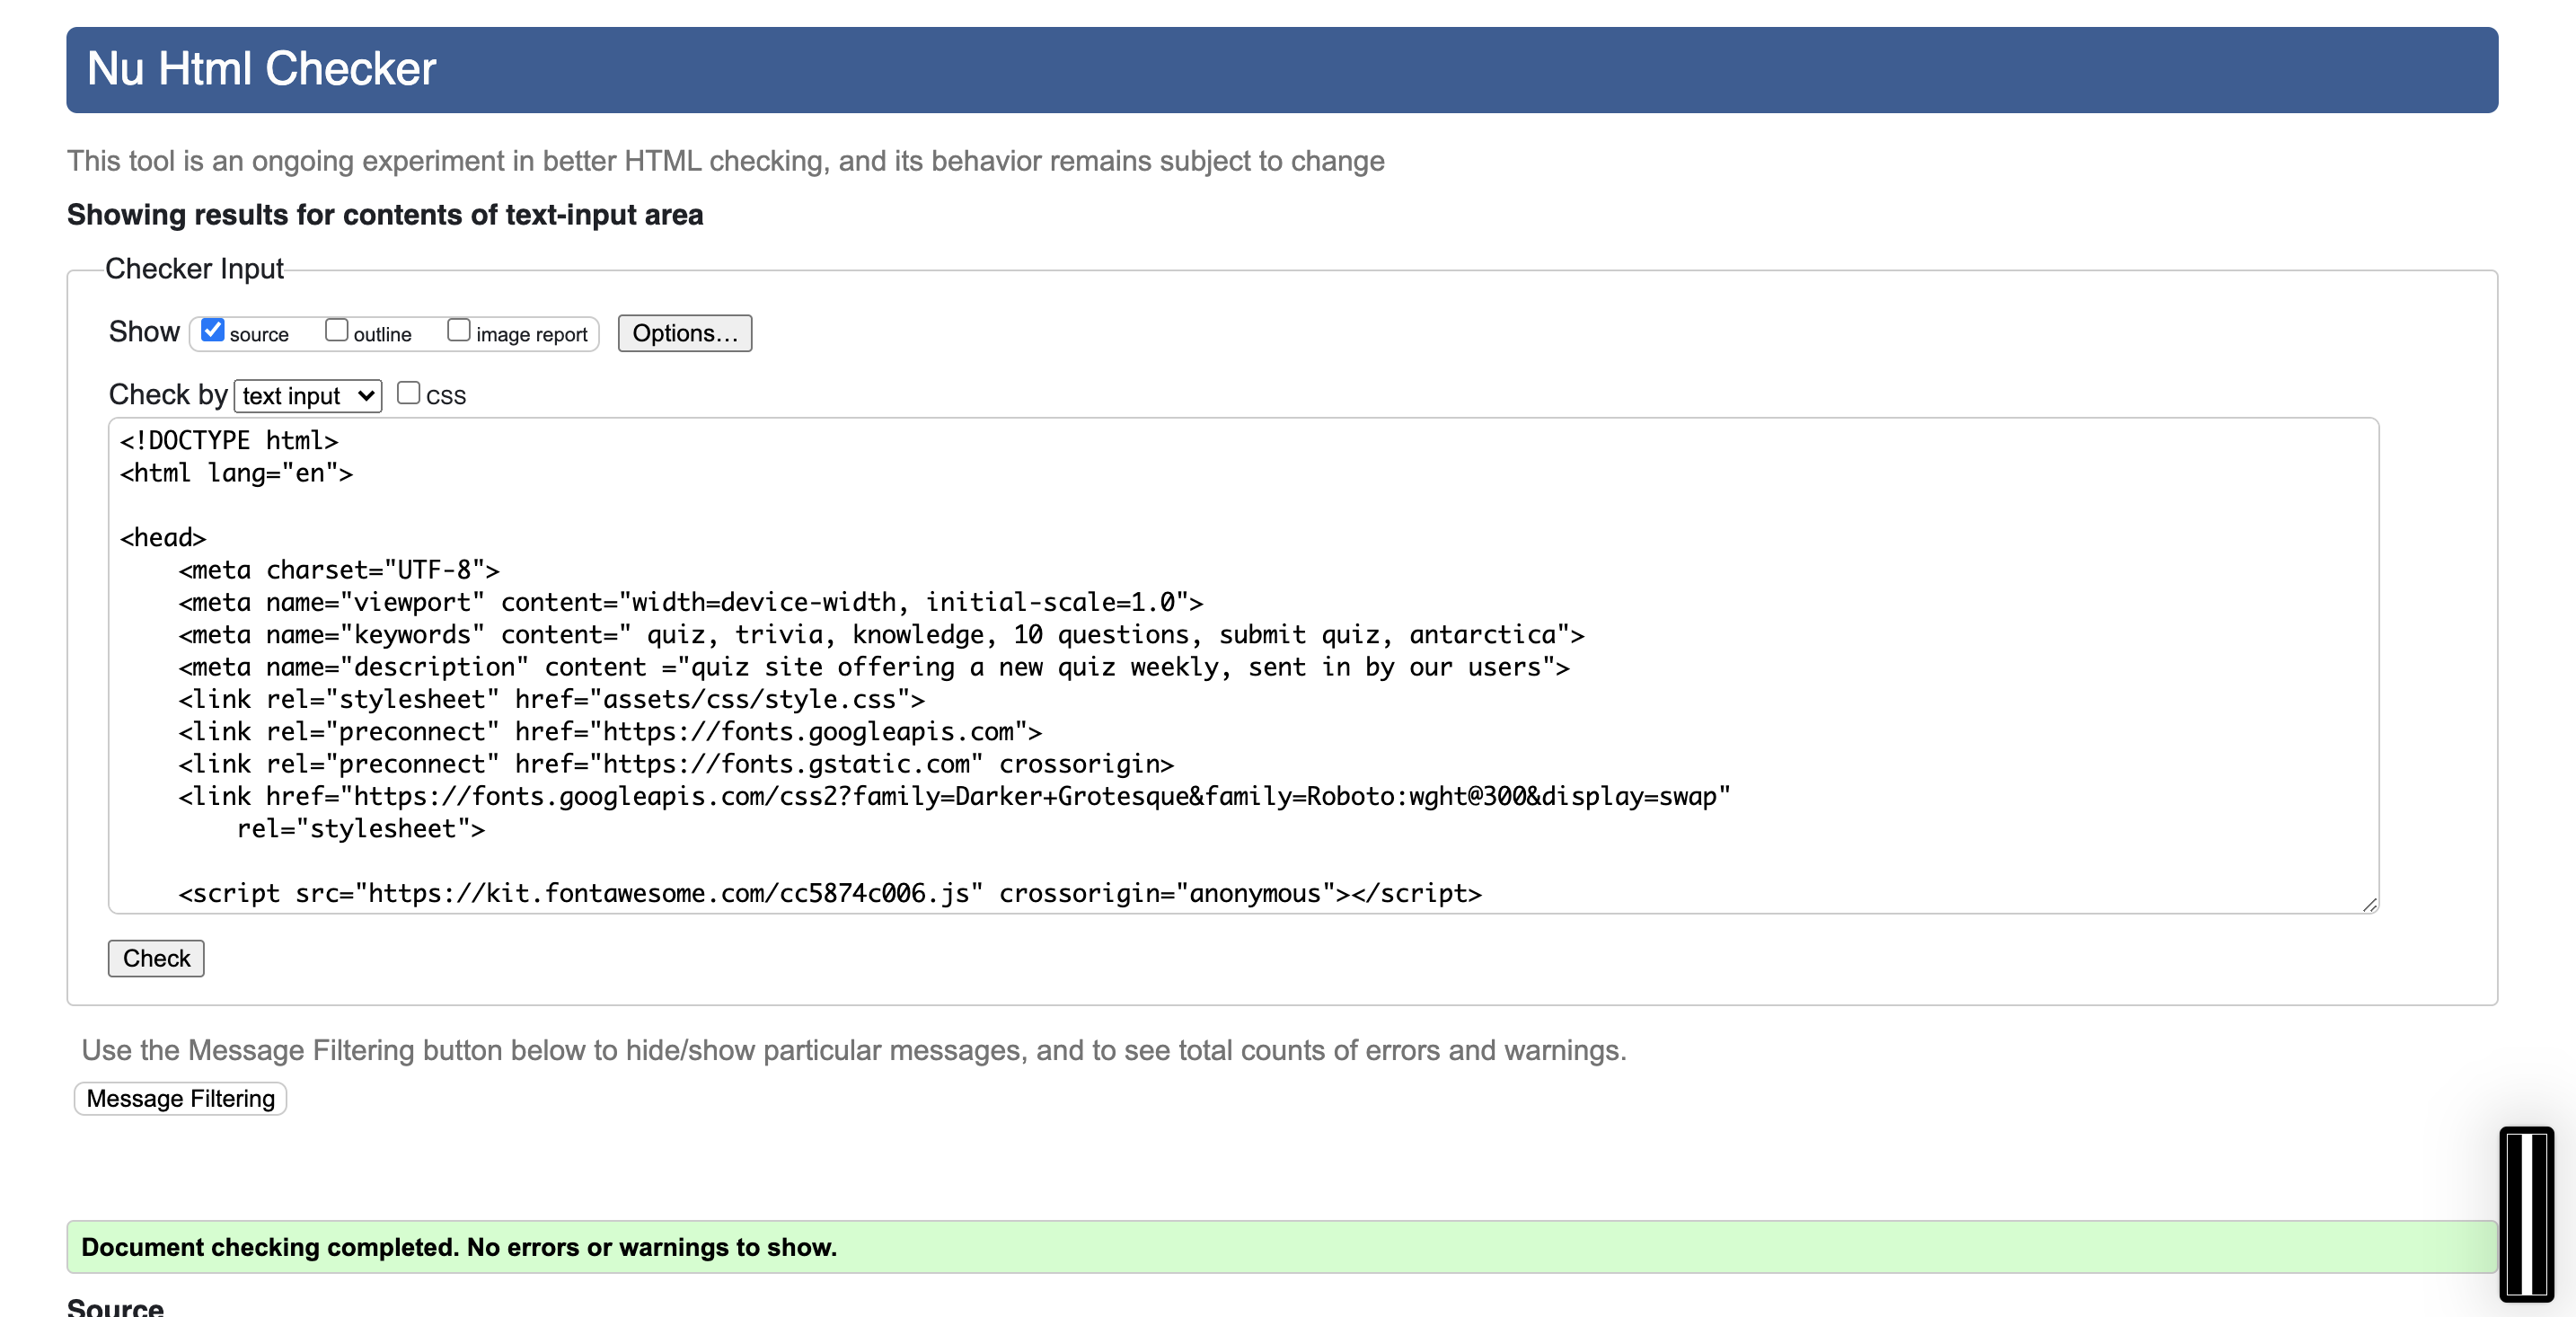 Nu Html Checker
This tool is an ongoing experiment in better HTML checking, and its behavior remains subject to change
Showing results for contents of text-input area
Checker Input
Show source outline image report Options...
Check by text input CSS
<!DOCTYPE html>
<html lang="en">
<head>
    <meta charset="UTF-8">
    <meta name="viewport" content="width=device-width, initial-scale=1.0">
    <meta name="keywords" content=" quiz, trivia, knowledge, 10 questions, submit quiz, antarctica">
    <meta name="description" content ="quiz site offering a new quiz weekly, sent in by our users">
    <link rel="stylesheet" href="assets/css/style.css">
    <link rel="preconnect" href="https://fonts.googleapis.com">
    <link rel="preconnect" href="https://fonts.gstatic.com" crossorigin>
    <link href="https://fonts.googleapis.com/css2?family=Darker+Grotesque&family=Roboto:wght@300&display=swap"
        rel="stylesheet">
    <script src="https://kit.fontawesome.com/cc5874c006.js" crossorigin="anonymous"></script>
Check
Use the Message Filtering button below to hide/show particular messages, and to see total counts of errors and warnings.
Message Filtering
Document checking completed. No errors or warnings to show.
Source